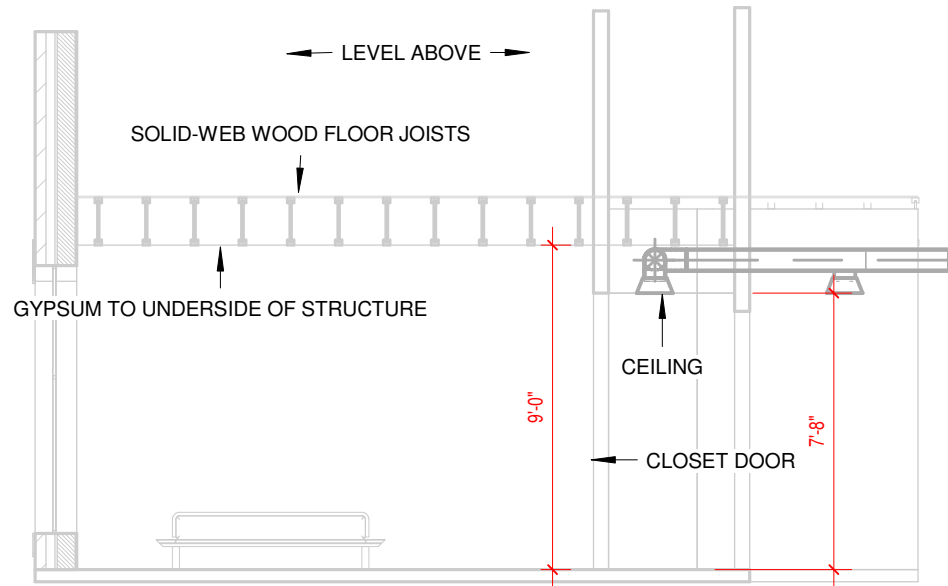 LEVEL ABOVE
SOLID-WEB WOOD FLOOR JOISTS
GYPSUM TO UNDERSIDE OF STRUCTURE
CEILING
9'-0"
7'-8"
CLOSET DOOR